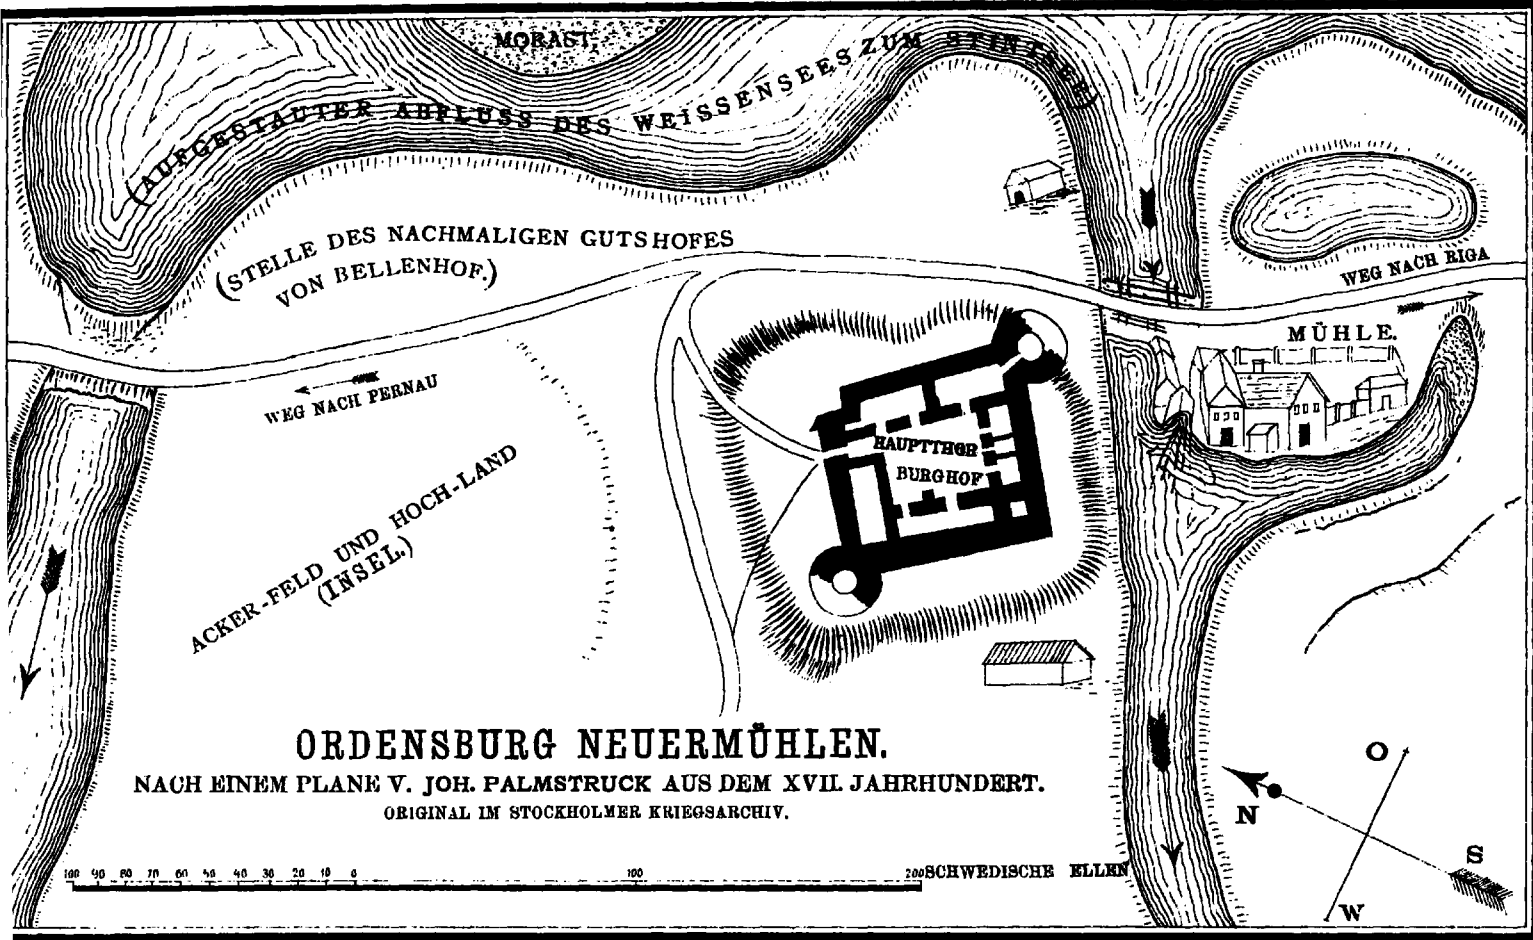 MORAST.
(AUFGESTAUTER ABFLUSS DES WEISSENSEES ZUM STINTSEE)
(STELLE DES NACHMALIGEN GUTSHOFES
VON BELLENHOF.)
WEG NACH RIGA
MÜHLE.
WEG NACH PERNAU
HAUPTTHOR
BURGHOF
ACKER-FELD UND HOCH-LAND
(INSEL.)
ORDENSBURG NEUERMÜHLEN.
NACH EINEM PLANE V. JOH. PALMSTRUCK AUS DEM XVII. JAHRHUNDERT.
ORIGINAL IM STOCKHOLMER KRIEGSARCHIV.
100 90 80 70 60 50 40 30 20 10 0 100 200 SCHWEDISCHE ELLEN
O
N
S
W